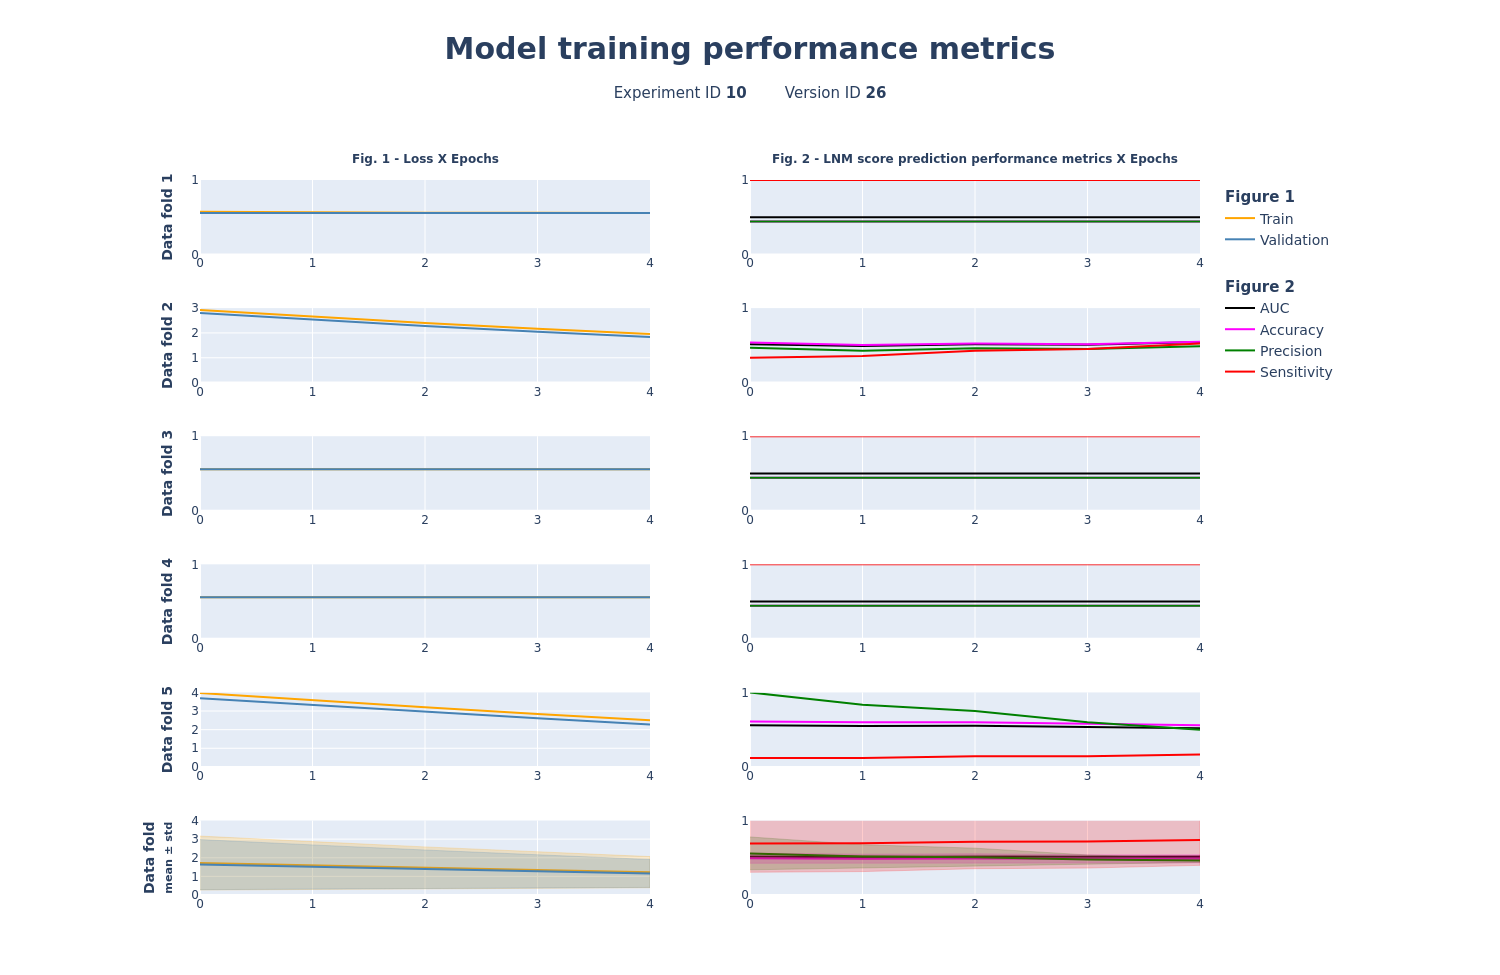 Model training performance metrics
Experiment ID 10 Version ID 26
Fig. 1 - Loss X Epochs
Data fold 1
1
0
0 1 2 3 4
Data fold 2
3
2
1
0
0 1 2 3 4
Data fold 3
1
0
0 1 2 3 4
Data fold 4
1
0
0 1 2 3 4
Data fold 5
4
3
2
1
0
0 1 2 3 4
Data fold
mean ± std
4
3
2
1
0
0 1 2 3 4
Fig. 2 - LNM score prediction performance metrics X Epochs
1
0
0 1 2 3 4
1
0
0 1 2 3 4
1
0
0 1 2 3 4
1
0
0 1 2 3 4
1
0
0 1 2 3 4
1
0
0 1 2 3 4
Figure 1
Train
Validation
Figure 2
AUC
Accuracy
Precision
Sensitivity